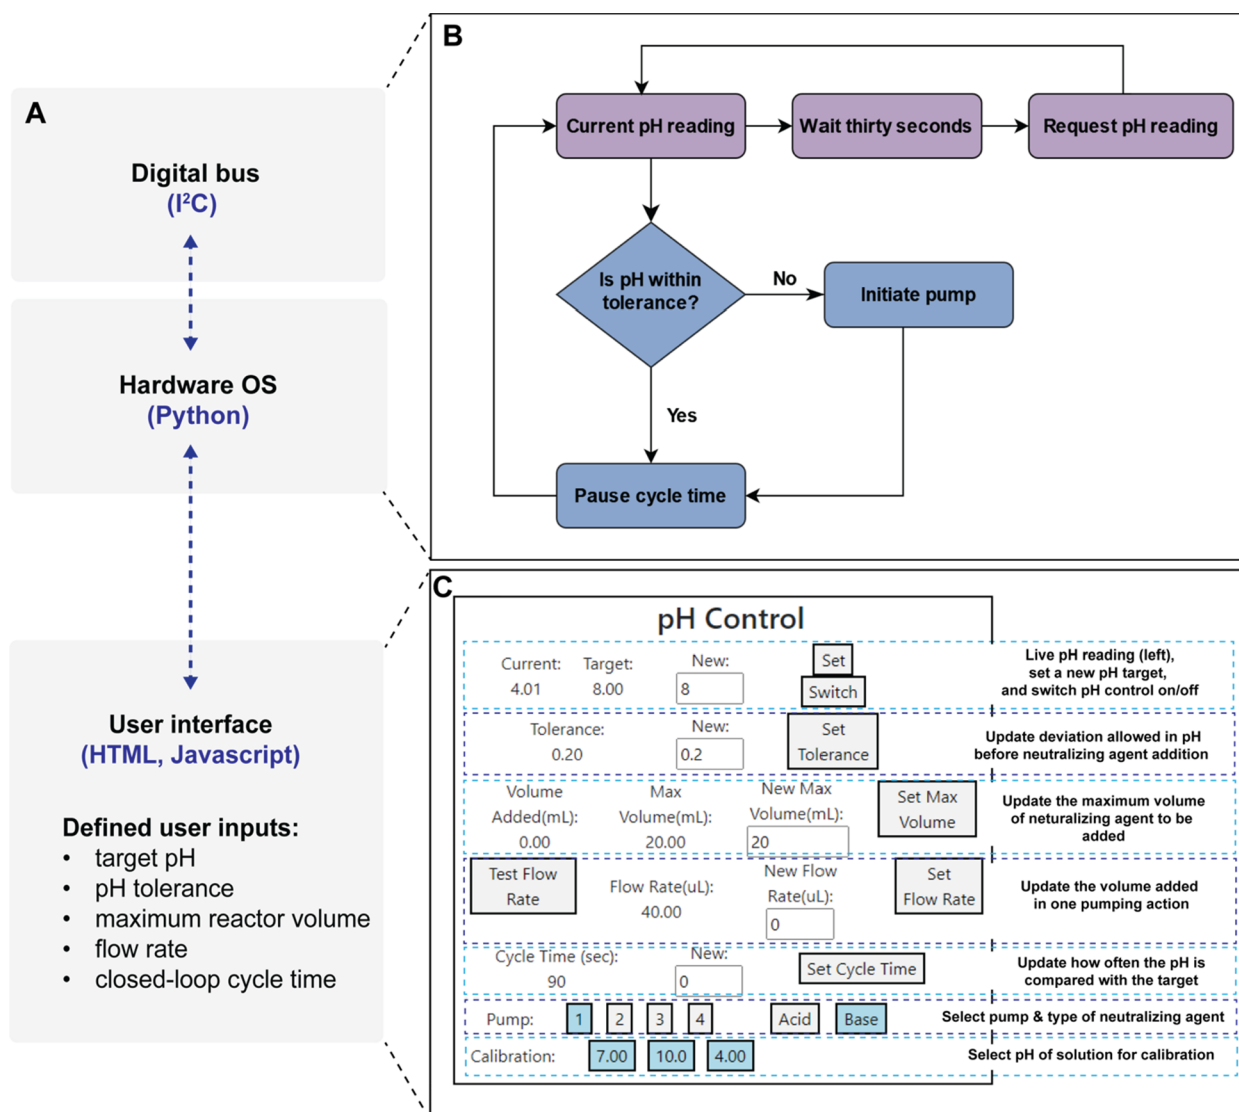 A
Digital bus
(I²C)
Hardware OS
(Python)
User interface
(HTML, Javascript)
Defined user inputs:
• target pH
• pH tolerance
• maximum reactor volume
• flow rate
• closed-loop cycle time
B
Current pH reading
Wait thirty seconds
Request pH reading
Is pH within
tolerance?
No
Initiate pump
Yes
Pause cycle time
C
pH Control
Current:
4.01
Target:
8.00
New:
8
Set
Switch
Live pH reading (left),
set a new pH target,
and switch pH control on/off
Tolerance:
0.20
New:
0.2
Set
Tolerance
Update deviation allowed in pH
before neutralizing agent addition
Volume
Added(mL):
0.00
Max
Volume(mL):
20.00
New Max
Volume(mL):
20
Set Max
Volume
Update the maximum volume
of neturalizing agent to be
added
Test Flow
Rate
Flow Rate(uL):
40.00
New Flow
Rate(uL):
0
Set
Flow Rate
Update the volume added
in one pumping action
Cycle Time (sec):
90
New:
0
Set Cycle Time
Update how often the pH is
compared with the target
Pump: 1 2 3 4 Acid Base
Select pump & type of neutralizing agent
Calibration: 7.00 10.0 4.00
Select pH of solution for calibration